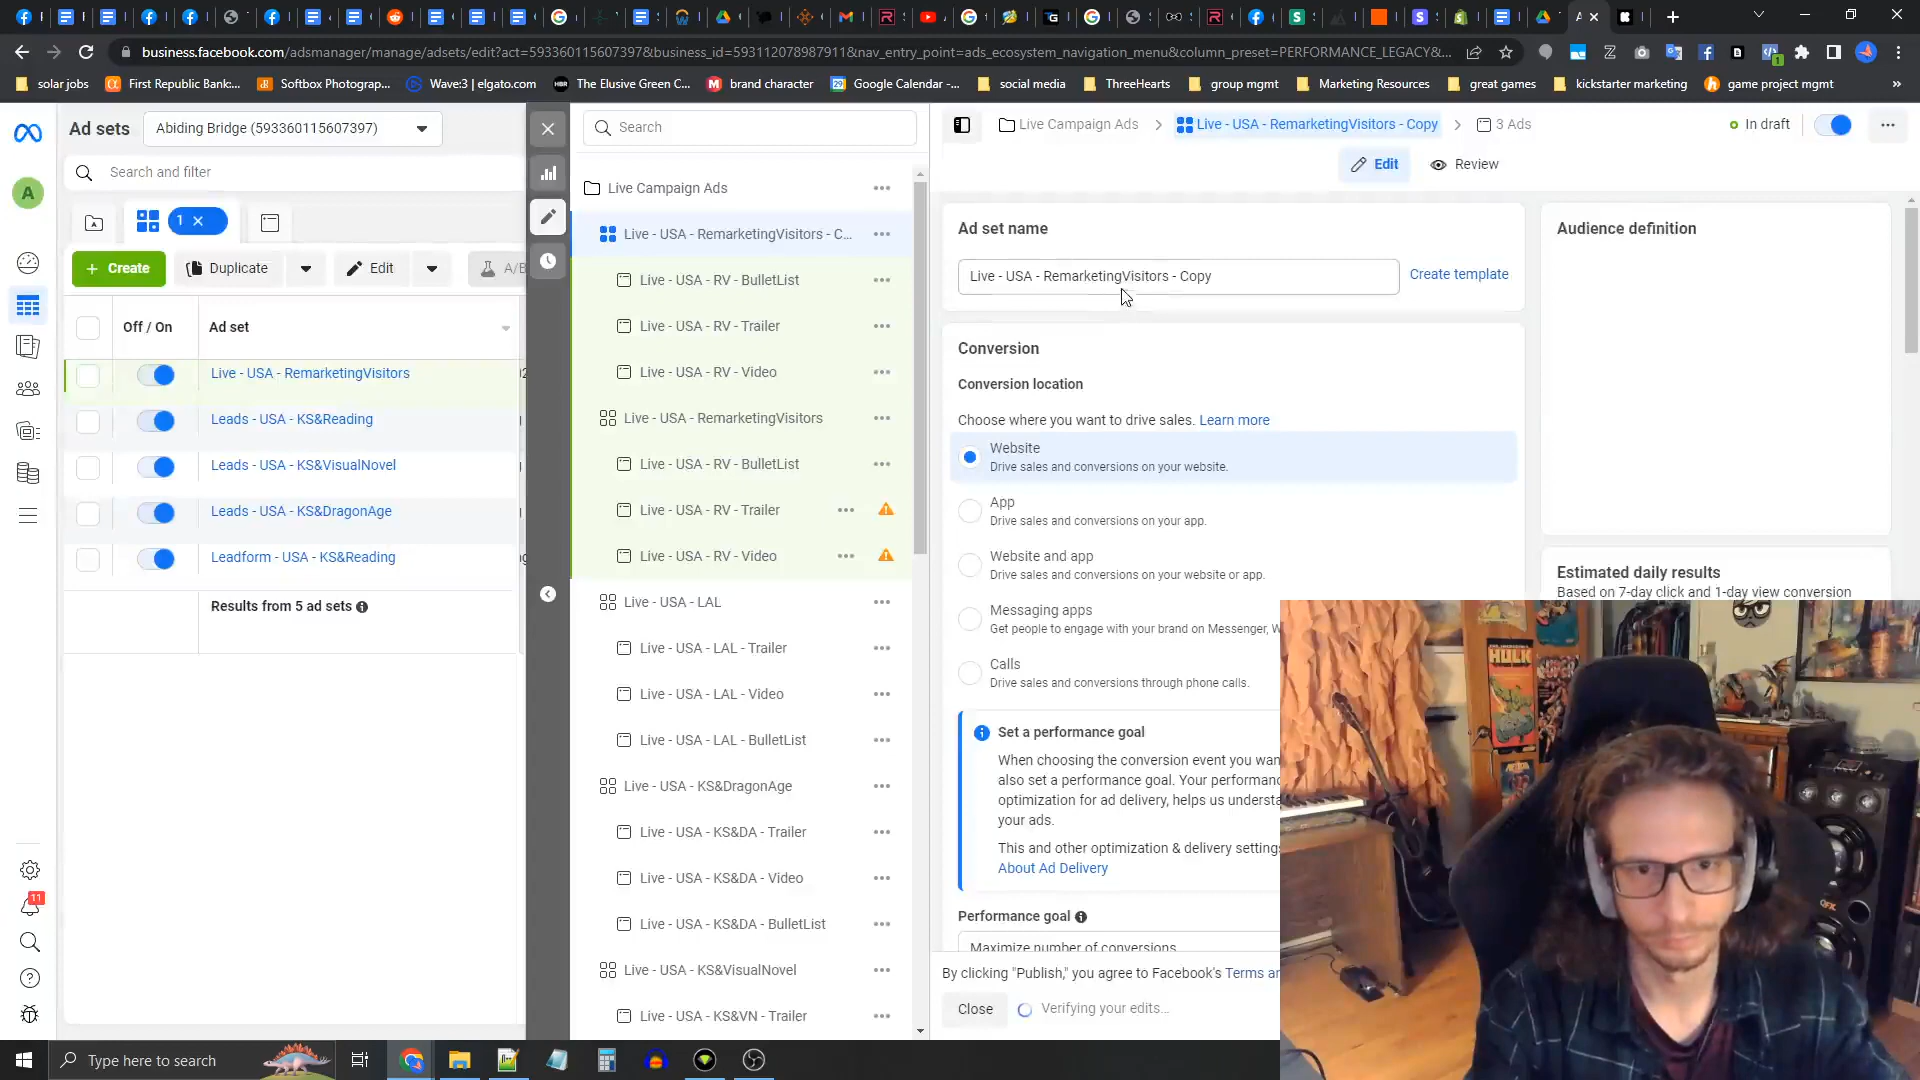 business.facebook.com/adsmanager/manage/adsets/edit?act=593360115607397&business_id=593112078987911&nav_entry_point=ads_ecosystem_navigation_menu&column_preset=PERFORMANCE_LEGACY&...
solar jobs
First Republic Bank:...
Softbox Photograp...
Wave:3 | elgato.com
The Elusive Green C...
brand character
Google Calendar -...
social media
ThreeHearts
group mgmt
Marketing Resources
great games
kickstarter marketing
game project mgmt
»
Ad sets
Abiding Bridge (593360115607397)
Search and filter
A
1 ×
+ Create
Duplicate
Edit
A/B
Off / On
Ad set
Live - USA - RemarketingVisitors
Leads - USA - KS&Reading
Leads - USA - KS&VisualNovel
Leads - USA - KS&DragonAge
Leadform - USA - KS&Reading
Results from 5 ad sets
11
Search
Live Campaign Ads
Live - USA - RemarketingVisitors - C...
Live - USA - RV - BulletList
Live - USA - RV - Trailer
Live - USA - RV - Video
Live - USA - RemarketingVisitors
Live - USA - RV - BulletList
Live - USA - RV - Trailer
Live - USA - RV - Video
Live - USA - LAL
Live - USA - LAL - Trailer
Live - USA - LAL - Video
Live - USA - LAL - BulletList
Live - USA - KS&DragonAge
Live - USA - KS&DA - Trailer
Live - USA - KS&DA - Video
Live - USA - KS&DA - BulletList
Live - USA - KS&VisualNovel
Live - USA - KS&VN - Trailer
Live Campaign Ads > Live - USA - RemarketingVisitors - Copy > 3 Ads
In draft
Edit
Review
Ad set name
Live - USA - RemarketingVisitors - Copy
Create template
Conversion
Conversion location
Choose where you want to drive sales. Learn more
Website
Drive sales and conversions on your website.
App
Drive sales and conversions on your app.
Website and app
Drive sales and conversions on your website or app.
Messaging apps
Get people to engage with your brand on Messenger, W
Calls
Drive sales and conversions through phone calls.
Set a performance goal
When choosing the conversion event you wan
also set a performance goal. Your performanc
optimization for ad delivery, helps us understa
your ads.
This and other optimization & delivery settings
About Ad Delivery
Performance goal
Maximize number of conversions
By clicking "Publish," you agree to Facebook's Terms an
Close
Verifying your edits...
Audience definition
Estimated daily results
Based on 7-day click and 1-day view conversion
HULK
Type here to search